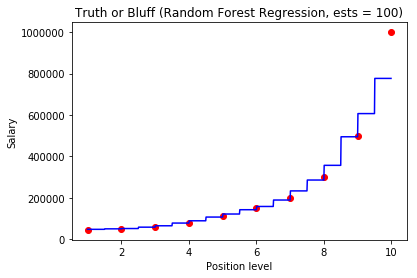 Truth or Bluff (Random Forest Regression, ests = 100)
1000000
800000
600000
400000
200000
0
2 4 6 8 10
Position level
Salary